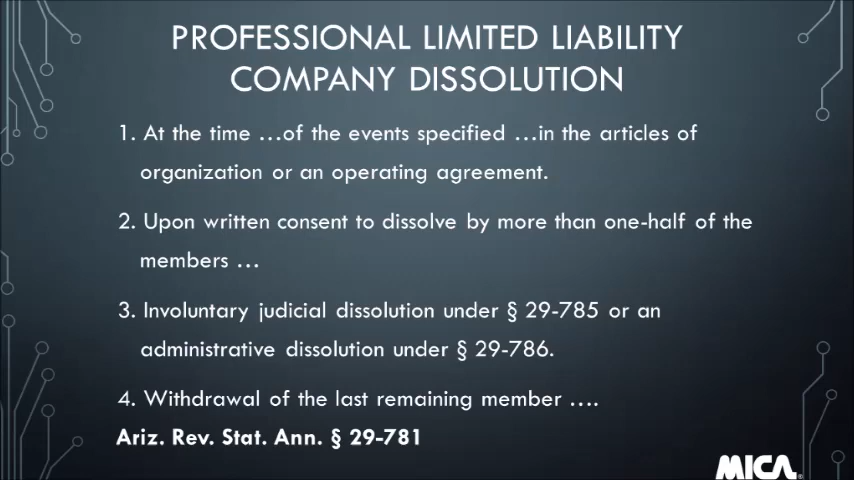 PROFESSIONAL LIMITED LIABILITY
COMPANY DISSOLUTION
1. At the time …of the events specified …in the articles of
organization or an operating agreement.
2. Upon written consent to dissolve by more than one-half of the
members …
3. Involuntary judicial dissolution under § 29-785 or an
administrative dissolution under § 29-786.
4. Withdrawal of the last remaining member ….
Ariz. Rev. Stat. Ann. § 29-781
MICA®